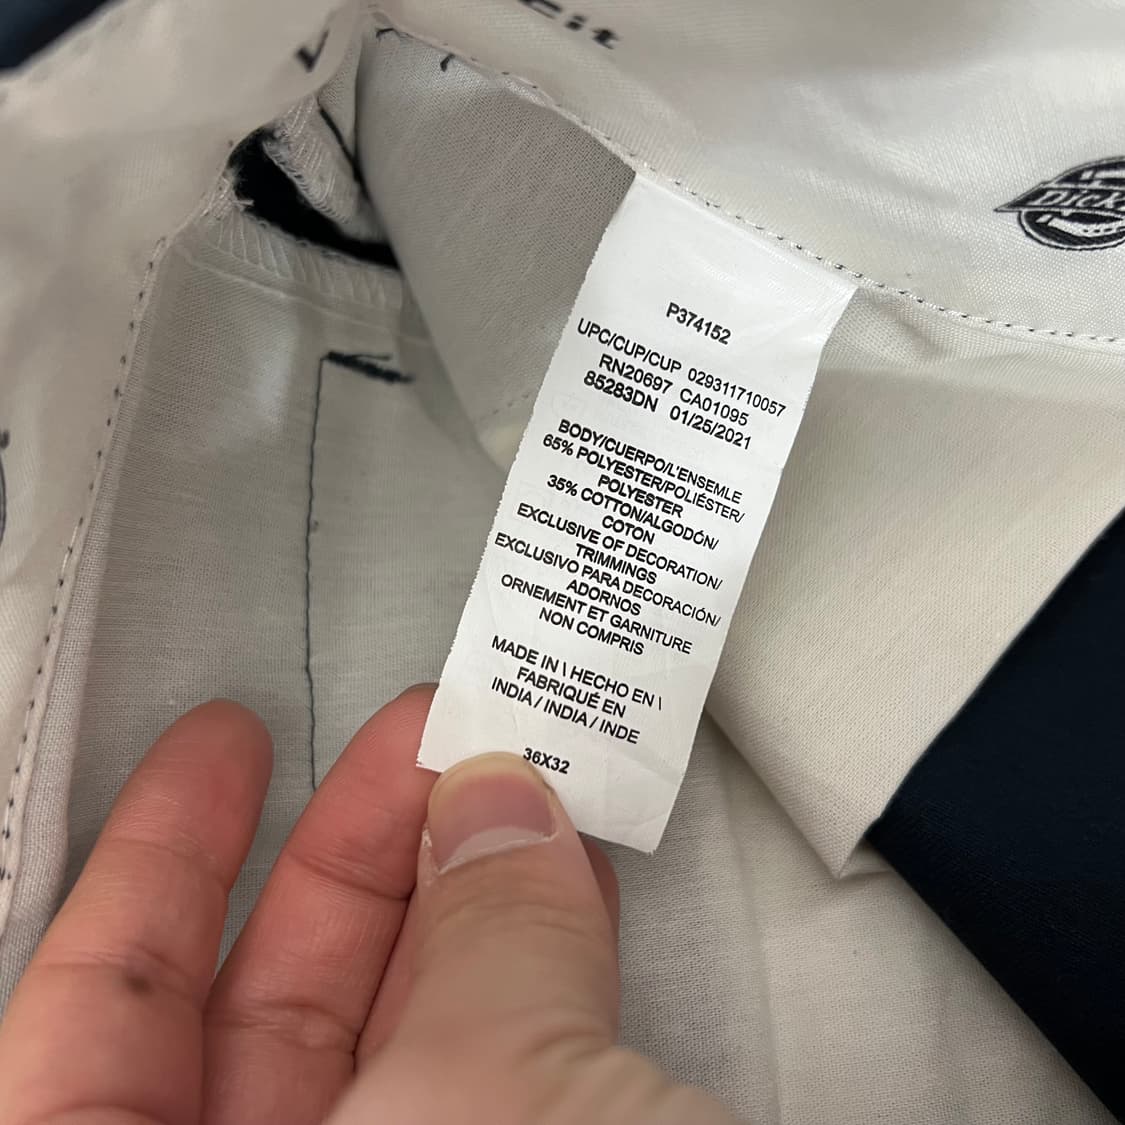 Fit
Dick
P374152
UPC/CUP/CUP 029311710057
RN20697 CA01095
85283DN 01/25/2021
BODY/CUERPO/L'ENSEMLE
65% POLYESTER/POLIÉSTER/
POLYESTER
35% COTTON/ALGODÓN/
COTON
EXCLUSIVE OF DECORATION/
TRIMMINGS
EXCLUSIVO PARA DECORACIÓN/
ADORNOS
ORNEMENT ET GARNITURE
NON COMPRIS
MADE IN \ HECHO EN \
FABRIQUÉ EN
INDIA / INDIA / INDE
36X32